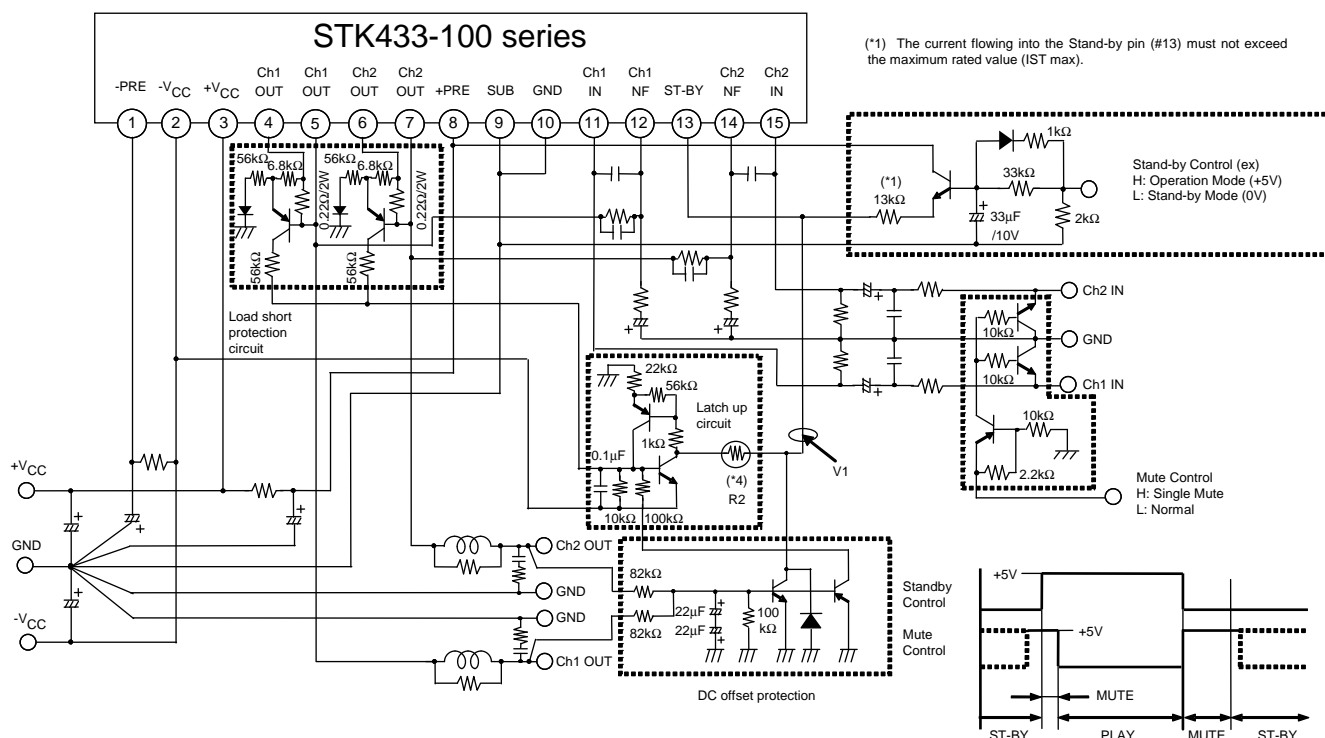 STK433-100 series
(*1) The current flowing into the Stand-by pin (#13) must not exceed
the maximum rated value (IST max).
-PRE -VCC +VCC Ch1 OUT Ch1 OUT Ch2 OUT Ch2 OUT +PRE SUB GND Ch1 IN Ch1 NF ST-BY Ch2 NF Ch2 IN
1 2 3 4 5 6 7 8 9 10 11 12 13 14 15
56kΩ
6.8kΩ
0.22Ω/2W
56kΩ
56kΩ
6.8kΩ
0.22Ω/2W
56kΩ
Load short
protection
circuit
1kΩ
33kΩ
(*1)
13kΩ
33µF
/10V
2kΩ
Stand-by Control (ex)
H: Operation Mode (+5V)
L: Stand-by Mode (0V)
Ch2 IN
10kΩ
GND
10kΩ
Ch1 IN
10kΩ
2.2kΩ
Mute Control
H: Single Mute
L: Normal
22kΩ
56kΩ
Latch up
circuit
1kΩ
0.1µF
(*4)
R2
10kΩ 100kΩ
V1
+VCC
GND
-VCC
Ch2 OUT
GND
GND
Ch1 OUT
82kΩ
22µF
22µF
82kΩ
100
kΩ
DC offset protection
Standby
Control
Mute
Control
+5V
+5V
MUTE
ST-BY PLAY MUTE ST-BY